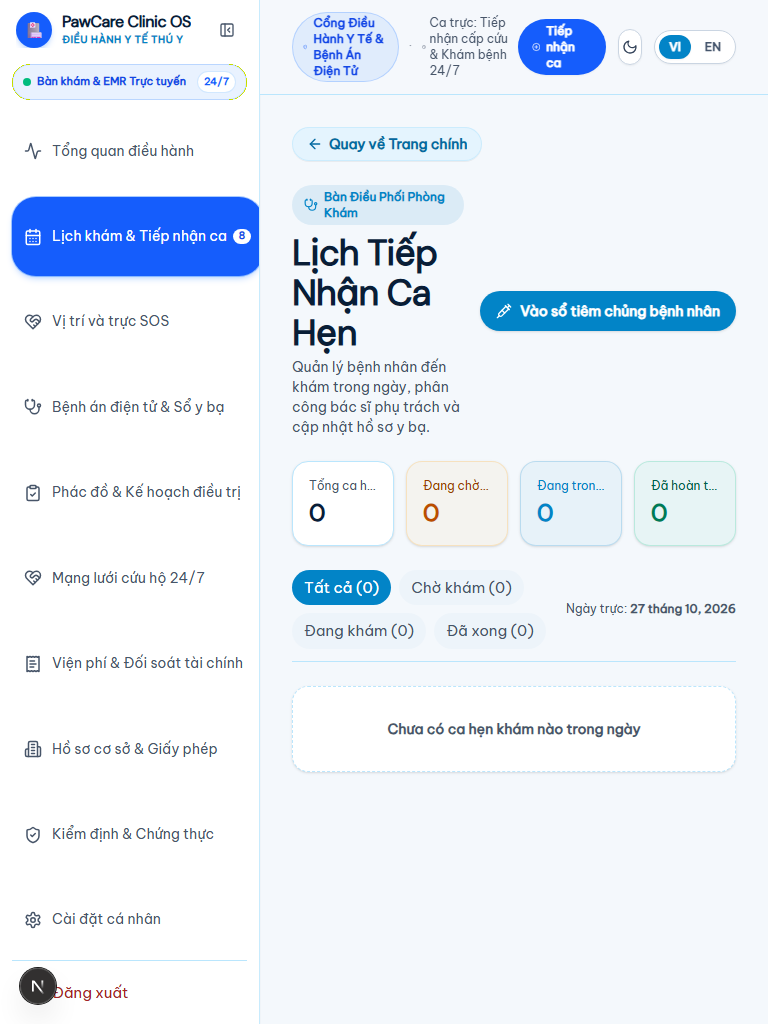 PawCare Clinic OS
ĐIỀU HÀNH Y TẾ THÚ Y
Bàn khám & EMR Trực tuyến 24/7
Tổng quan điều hành
Lịch khám & Tiếp nhận ca 8
Vị trí và trực SOS
Bệnh án điện tử & Sổ y bạ
Phác đồ & Kế hoạch điều trị
Mạng lưới cứu hộ 24/7
Viện phí & Đối soát tài chính
Hồ sơ cơ sở & Giấy phép
Kiểm định & Chứng thực
Cài đặt cá nhân
N
Đăng xuất
Cổng Điều
Hành Y Tế &
Bệnh Án
Điện Tử
·
Ca trực: Tiếp
nhận cấp cứu
& Khám bệnh
24/7
Tiếp
nhận
ca
VI EN
Quay về Trang chính
Bàn Điều Phối Phòng
Khám
Lịch Tiếp
Nhận Ca
Hẹn
Quản lý bệnh nhân đến
khám trong ngày, phân
công bác sĩ phụ trách và
cập nhật hồ sơ y bạ.
Vào sổ tiêm chủng bệnh nhân
Tổng ca h...
0
Đang chờ...
0
Đang tron...
0
Đã hoàn t...
0
Tất cả (0) Chờ khám (0)
Đang khám (0) Đã xong (0)
Ngày trực: 27 tháng 10, 2026
Chưa có ca hẹn khám nào trong ngày